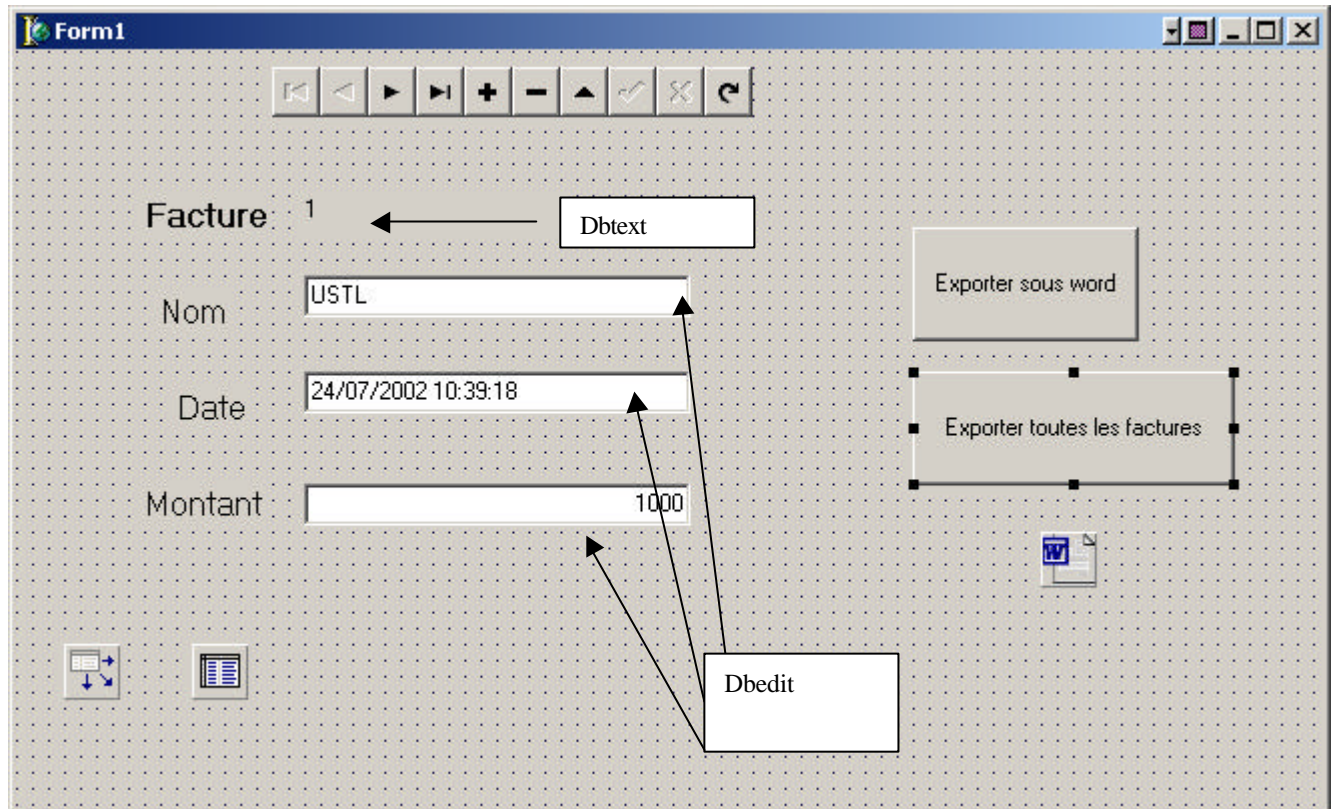 Form1
Facture 1
Dbtext
Nom USTL
Date 24/07/2002 10:39:18
Montant 1000
Exporter sous word
Exporter toutes les factures
W
Dbedit